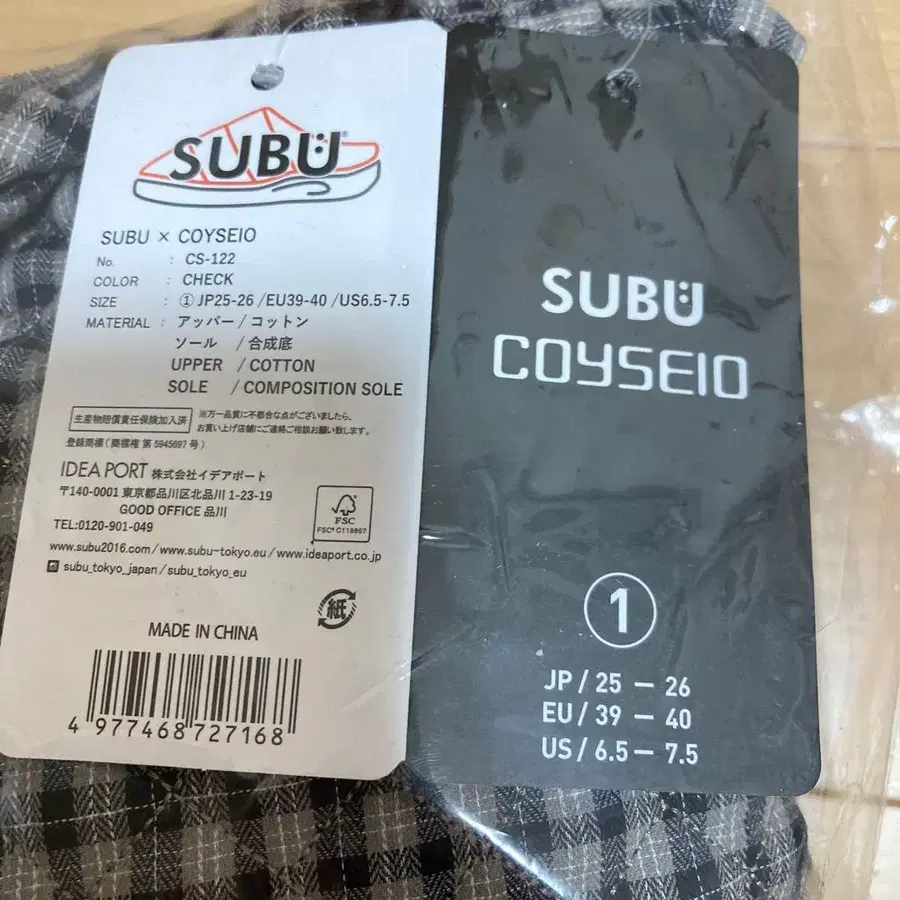 SUBU
SUBU × COYSEIO
No. : CS-122
COLOR : CHECK
SIZE : ① JP25-26 /EU39-40 /US6.5-7.5
MATERIAL : アッパー / コットン
ソール / 合成底
UPPER / COTTON
SOLE / COMPOSITION SOLE
生産物賠償責任保険加入済
※万一品質に不都合な点がございましたら、
お買い上げ店舗にご連絡ご相談お願い致します。
登録商標 ( 商標権 第 5945697 号 )
IDEA PORT 株式会社イデアポート
〒140-0001 東京都品川区北品川 1-23-19
GOOD OFFICE 品川
TEL:0120-901-049
FSC
FSC® C118867
www.subu2016.com / www.subu-tokyo.eu / www.ideaport.co.jp
subu_tokyo_japan / subu_tokyo_eu
紙
MADE IN CHINA
4 977468 727168
SUBU
COYSEIO
1
JP / 25 — 26
EU / 39 — 40
US / 6.5 — 7.5